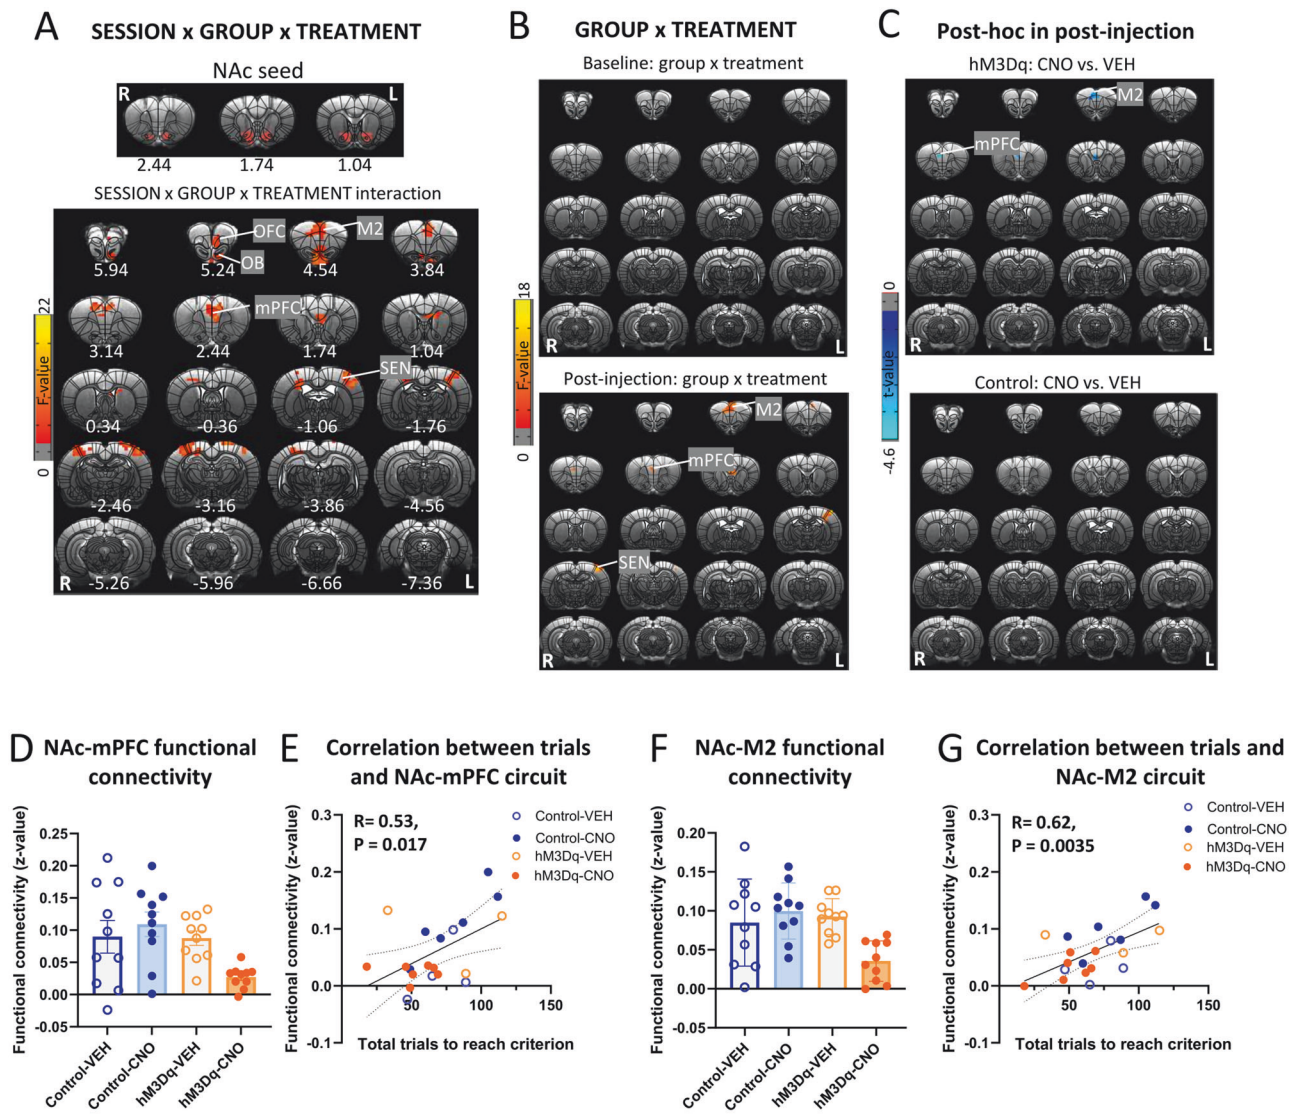 A SESSION x GROUP x TREATMENT
NAc seed
R L
2.44 1.74 1.04
SESSION x GROUP x TREATMENT interaction
OFC M2
OB
5.94 5.24 4.54 3.84
mPFC
3.14 2.44 1.74 1.04
SEN
0.34 -0.36 -1.06 -1.76
-2.46 -3.16 -3.86 -4.56
R -5.26 -5.96 -6.66 -7.36 L
22
F-value
0
B GROUP x TREATMENT
Baseline: group x treatment
R L
18
F-value
0
Post-injection: group x treatment
M2
mPFC
SEN
R L
C Post-hoc in post-injection
hM3Dq: CNO vs. VEH
M2
mPFC
R L
0
t-value
-4.6
Control: CNO vs. VEH
R L
D NAc-mPFC functional
connectivity
Functional connectivity (z-value)
0.25
0.20
0.15
0.10
0.05
0.00
-0.05
Control-VEH
Control-CNO
hM3Dq-VEH
hM3Dq-CNO
E Correlation between trials
and NAc-mPFC circuit
Functional connectivity (z-value)
0.3
0.2
0.1
0.0
-0.1
R= 0.53,
P = 0.017
Control-VEH
Control-CNO
hM3Dq-VEH
hM3Dq-CNO
50 100 150
Total trials to reach criterion
F NAc-M2 functional
connectivity
Functional connectivity (z-value)
0.20
0.15
0.10
0.05
0.00
-0.05
Control-VEH
Control-CNO
hM3Dq-VEH
hM3Dq-CNO
G Correlation between trials and
NAc-M2 circuit
Functional connectivity (z-value)
0.3
0.2
0.1
0.0
-0.1
R= 0.62,
P = 0.0035
Control-VEH
Control-CNO
hM3Dq-VEH
hM3Dq-CNO
50 100 150
Total trials to reach criterion